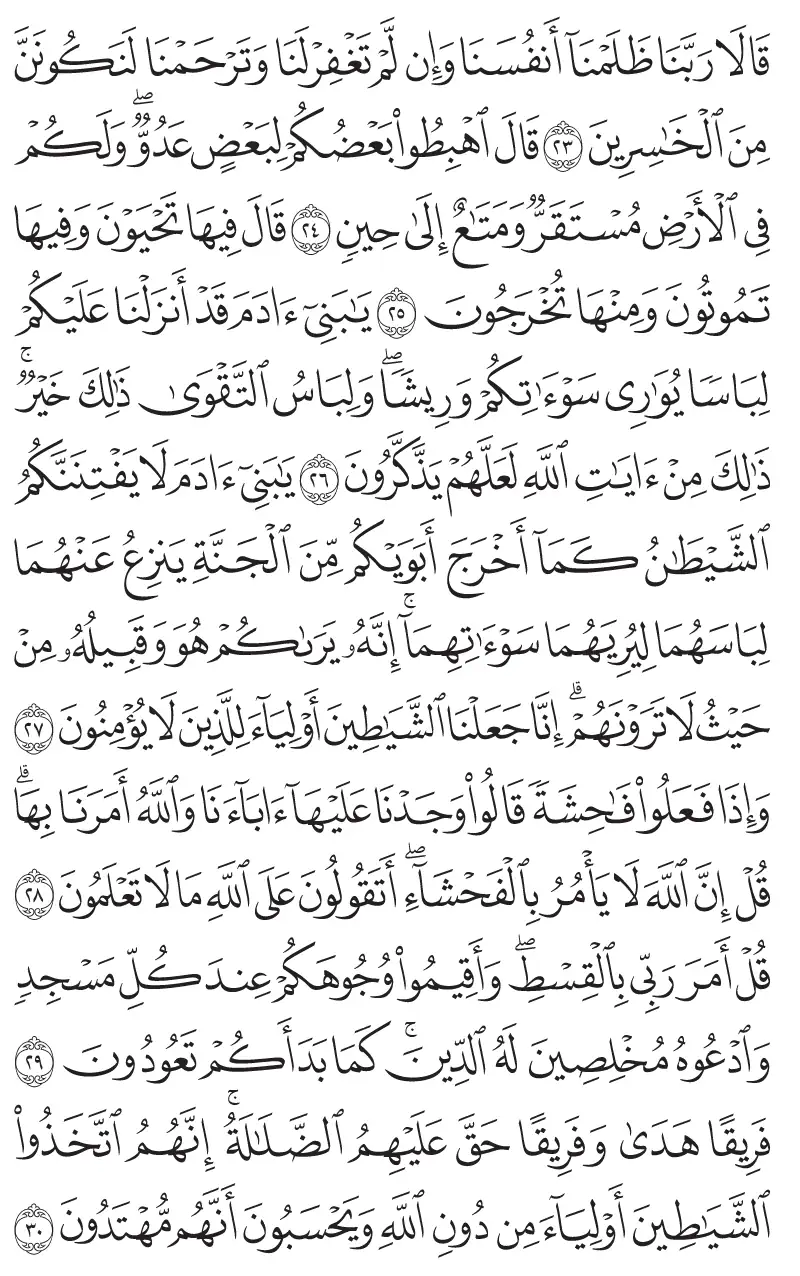 قَالَا رَبَّنَا ظَلَمْنَآ أَنفُسَنَا وَإِن لَّمْ تَغْفِرْ لَنَا وَتَرْحَمْنَا لَنَكُونَنَّ
مِنَ ٱلْخَٰسِرِينَ ٢٣ قَالَ ٱهْبِطُوا۟ بَعْضُكُمْ لِبَعْضٍ عَدُوٌّۖ وَلَكُمْ
فِى ٱلْأَرْضِ مُسْتَقَرٌّ وَمَتَٰعٌ إِلَىٰ حِينٍ ٢٤ قَالَ فِيهَا تَحْيَوْنَ وَفِيهَا
تَمُوتُونَ وَمِنْهَا تُخْرَجُونَ ٢٥ يَٰبَنِىٓ ءَادَمَ قَدْ أَنزَلْنَا عَلَيْكُمْ
لِبَاسًا يُوَٰرِى سَوْءَٰتِكُمْ وَرِيشًاۖ وَلِبَاسُ ٱلتَّقْوَىٰ ذَٰلِكَ خَيْرٌۚ
ذَٰلِكَ مِنْ ءَايَٰتِ ٱللَّهِ لَعَلَّهُمْ يَذَّكَّرُونَ ٢٦ يَٰبَنِىٓ ءَادَمَ لَا يَفْتِنَنَّكُمُ
ٱلشَّيْطَٰنُ كَمَآ أَخْرَجَ أَبَوَيْكُم مِّنَ ٱلْجَنَّةِ يَنزِعُ عَنْهُمَا
لِبَاسَهُمَا لِيُرِيَهُمَا سَوْءَٰتِهِمَآۚ إِنَّهُۥ يَرَىٰكُمْ هُوَ وَقَبِيلُهُۥ مِنْ
حَيْثُ لَا تَرَوْنَهُمْۗ إِنَّا جَعَلْنَا ٱلشَّيَٰطِينَ أَوْلِيَآءَ لِلَّذِينَ لَا يُؤْمِنُونَ ٢٧
وَإِذَا فَعَلُوا۟ فَٰحِشَةً قَالُوا۟ وَجَدْنَا عَلَيْهَآ ءَابَآءَنَا وَٱللَّهُ أَمَرَنَا بِهَاۗ
قُلْ إِنَّ ٱللَّهَ لَا يَأْمُرُ بِٱلْفَحْشَآءِۖ أَتَقُولُونَ عَلَى ٱللَّهِ مَا لَا تَعْلَمُونَ ٢٨
قُلْ أَمَرَ رَبِّى بِٱلْقِسْطِۖ وَأَقِيمُوا۟ وُجُوهَكُمْ عِندَ كُلِّ مَسْجِدٍ
وَٱدْعُوهُ مُخْلِصِينَ لَهُ ٱلدِّينَۚ كَمَا بَدَأَكُمْ تَعُودُونَ ٢٩
فَرِيقًا هَدَىٰ وَفَرِيقًا حَقَّ عَلَيْهِمُ ٱلضَّلَٰلَةُۚ إِنَّهُمُ ٱتَّخَذُوا۟
ٱلشَّيَٰطِينَ أَوْلِيَآءَ مِن دُونِ ٱللَّهِ وَيَحْسَبُونَ أَنَّهُم مُّهْتَدُونَ ٣٠